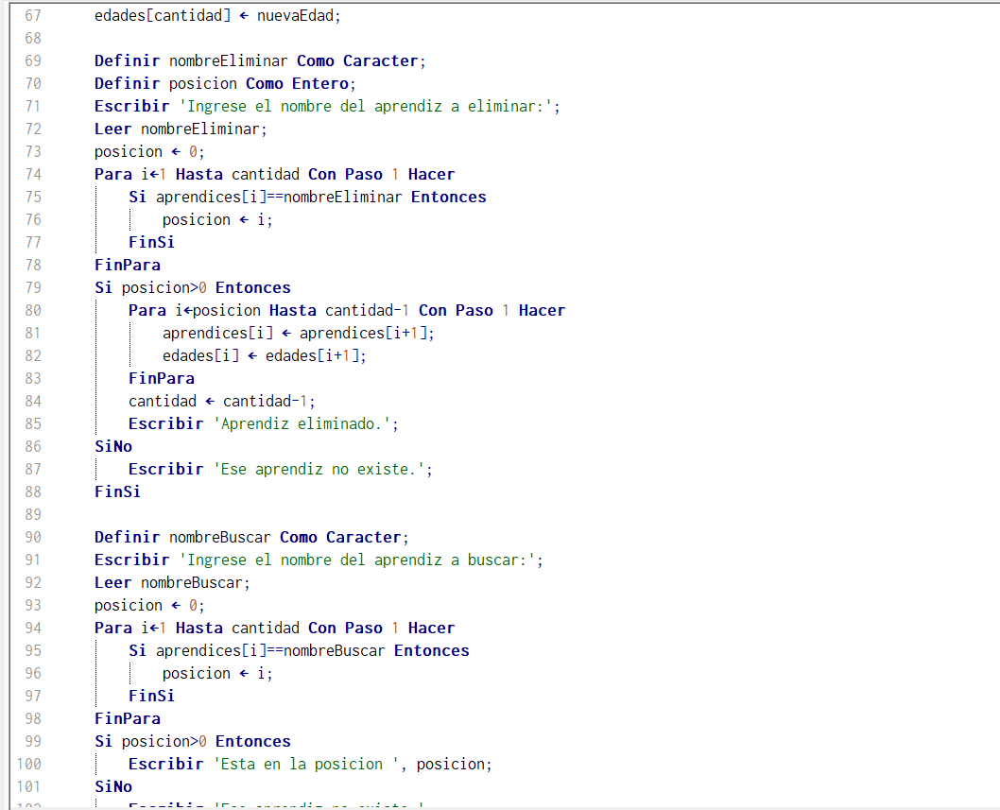 67 edades[cantidad] ← nuevaEdad;
68
69 Definir nombreEliminar Como Caracter;
70 Definir posicion Como Entero;
71 Escribir 'Ingrese el nombre del aprendiz a eliminar:';
72 Leer nombreEliminar;
73 posicion ← 0;
74 Para i←1 Hasta cantidad Con Paso 1 Hacer
75 Si aprendices[i]==nombreEliminar Entonces
76 posicion ← i;
77 FinSi
78 FinPara
79 Si posicion>0 Entonces
80 Para i←posicion Hasta cantidad-1 Con Paso 1 Hacer
81 aprendices[i] ← aprendices[i+1];
82 edades[i] ← edades[i+1];
83 FinPara
84 cantidad ← cantidad-1;
85 Escribir 'Aprendiz eliminado.';
86 SiNo
87 Escribir 'Ese aprendiz no existe.';
88 FinSi
89
90 Definir nombreBuscar Como Caracter;
91 Escribir 'Ingrese el nombre del aprendiz a buscar:';
92 Leer nombreBuscar;
93 posicion ← 0;
94 Para i←1 Hasta cantidad Con Paso 1 Hacer
95 Si aprendices[i]==nombreBuscar Entonces
96 posicion ← i;
97 FinSi
98 FinPara
99 Si posicion>0 Entonces
100 Escribir 'Esta en la posicion ', posicion;
101 SiNo